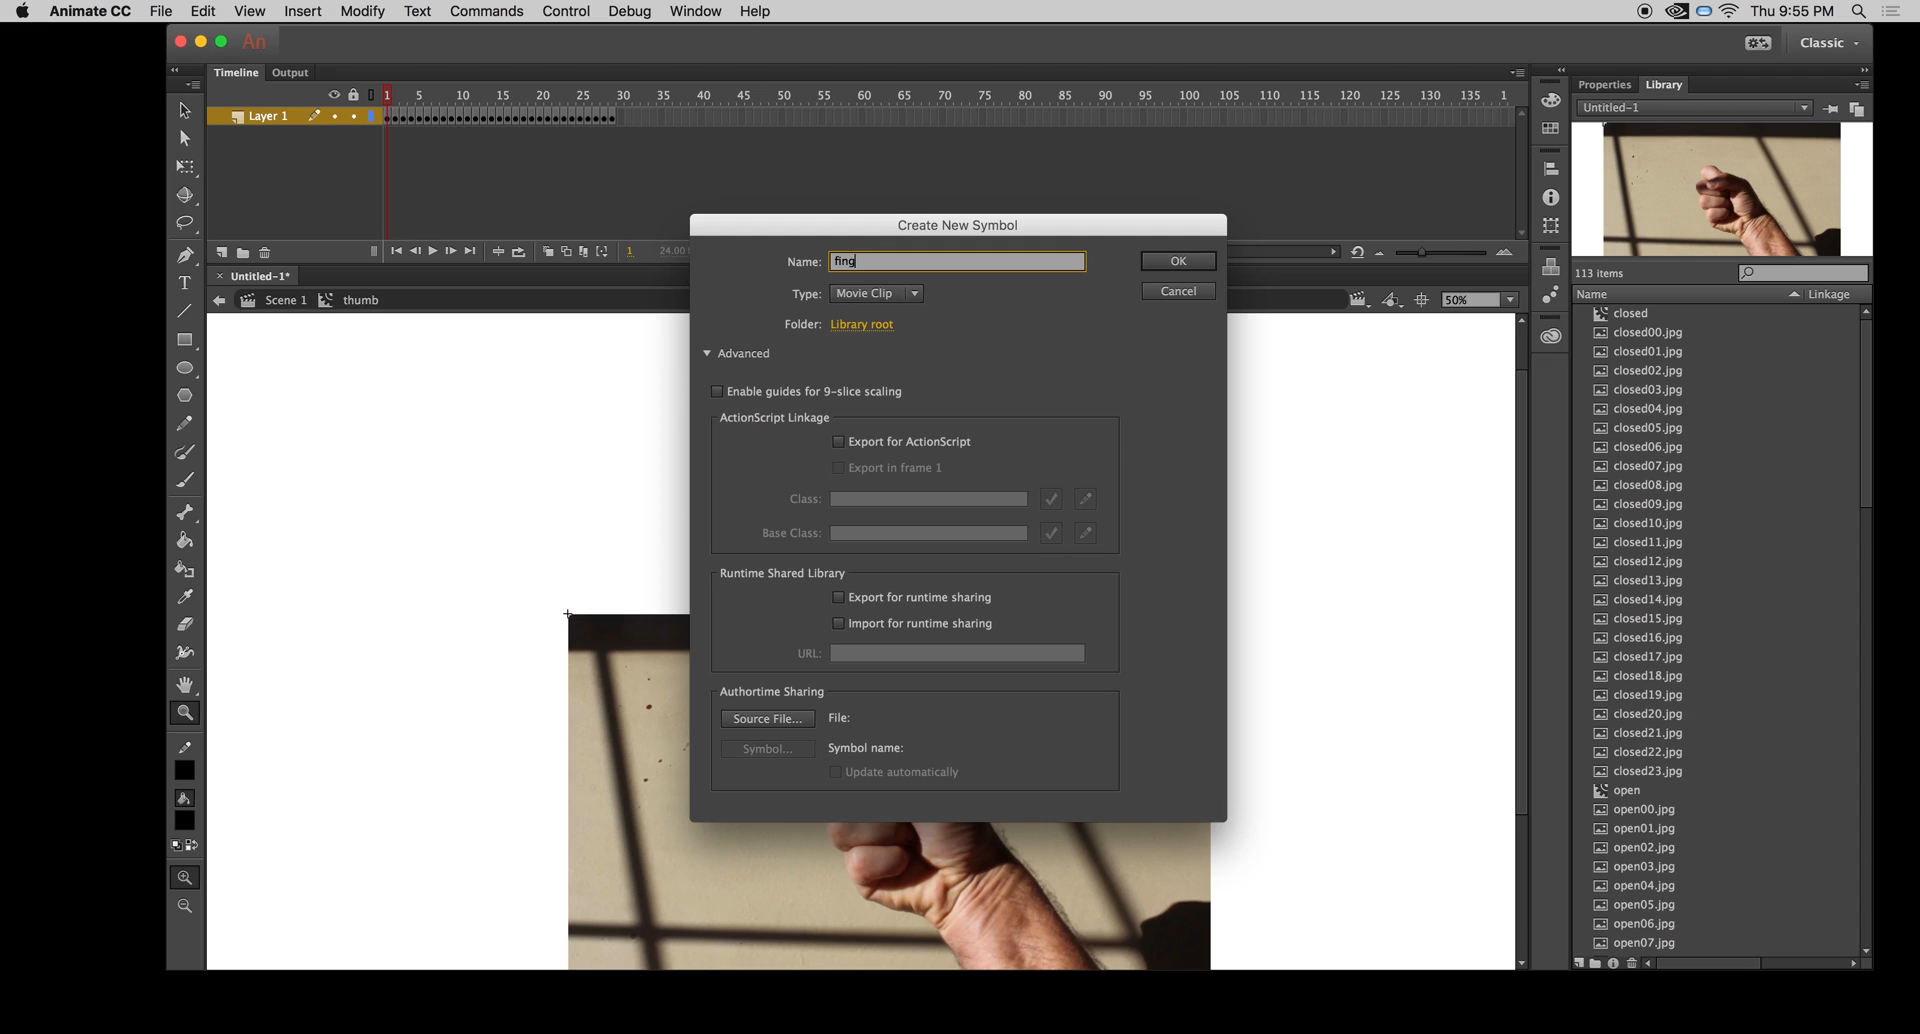 Animate CC File Edit View Insert Modify Text Commands Control Debug Window Help Thu 9:55 PM
An Classic
Timeline Output
Properties Library
1 5 10 15 20 25 30 35 40 45 50 55 60 65 70 75 80 85 90 95 100 105 110 115 120 125 130 135 1
Untitled-1
Layer 1
Create New Symbol
1 24.00
Name: fing OK
Untitled-1*
113 items
Type: Movie Clip Cancel
Name Linkage
Scene 1 thumb 50%
Folder: Library root
Advanced
Enable guides for 9-slice scaling
ActionScript Linkage
Export for ActionScript
Export in frame 1
Class:
Base Class:
Runtime Shared Library
Export for runtime sharing
Import for runtime sharing
URL:
Authortime Sharing
Source File... File:
Symbol... Symbol name:
Update automatically
closed
closed00.jpg
closed01.jpg
closed02.jpg
closed03.jpg
closed04.jpg
closed05.jpg
closed06.jpg
closed07.jpg
closed08.jpg
closed09.jpg
closed10.jpg
closed11.jpg
closed12.jpg
closed13.jpg
closed14.jpg
closed15.jpg
closed16.jpg
closed17.jpg
closed18.jpg
closed19.jpg
closed20.jpg
closed21.jpg
closed22.jpg
closed23.jpg
open
open00.jpg
open01.jpg
open02.jpg
open03.jpg
open04.jpg
open05.jpg
open06.jpg
open07.jpg